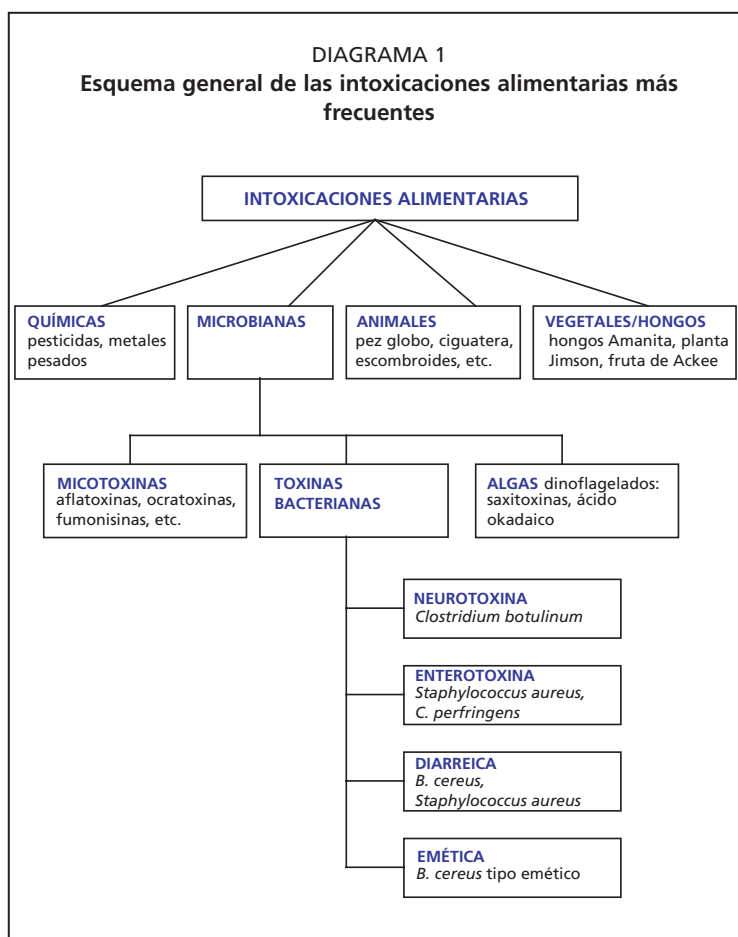 DIAGRAMA 1
Esquema general de las intoxicaciones alimentarias más
frecuentes
INTOXICACIONES ALIMENTARIAS
QUÍMICAS
pesticidas, metales
pesados
MICROBIANAS
ANIMALES
pez globo, ciguatera,
escombroides, etc.
VEGETALES/HONGOS
hongos Amanita, planta
Jimson, fruta de Ackee
MICOTOXINAS
aflatoxinas, ocratoxinas,
fumonisinas, etc.
TOXINAS
BACTERIANAS
ALGAS dinoflagelados:
saxitoxinas, ácido
okadaico
NEUROTOXINA
Clostridium botulinum
ENTEROTOXINA
Staphylococcus aureus,
C. perfringens
DIARREICA
B. cereus,
Staphylococcus aureus
EMÉTICA
B. cereus tipo emético